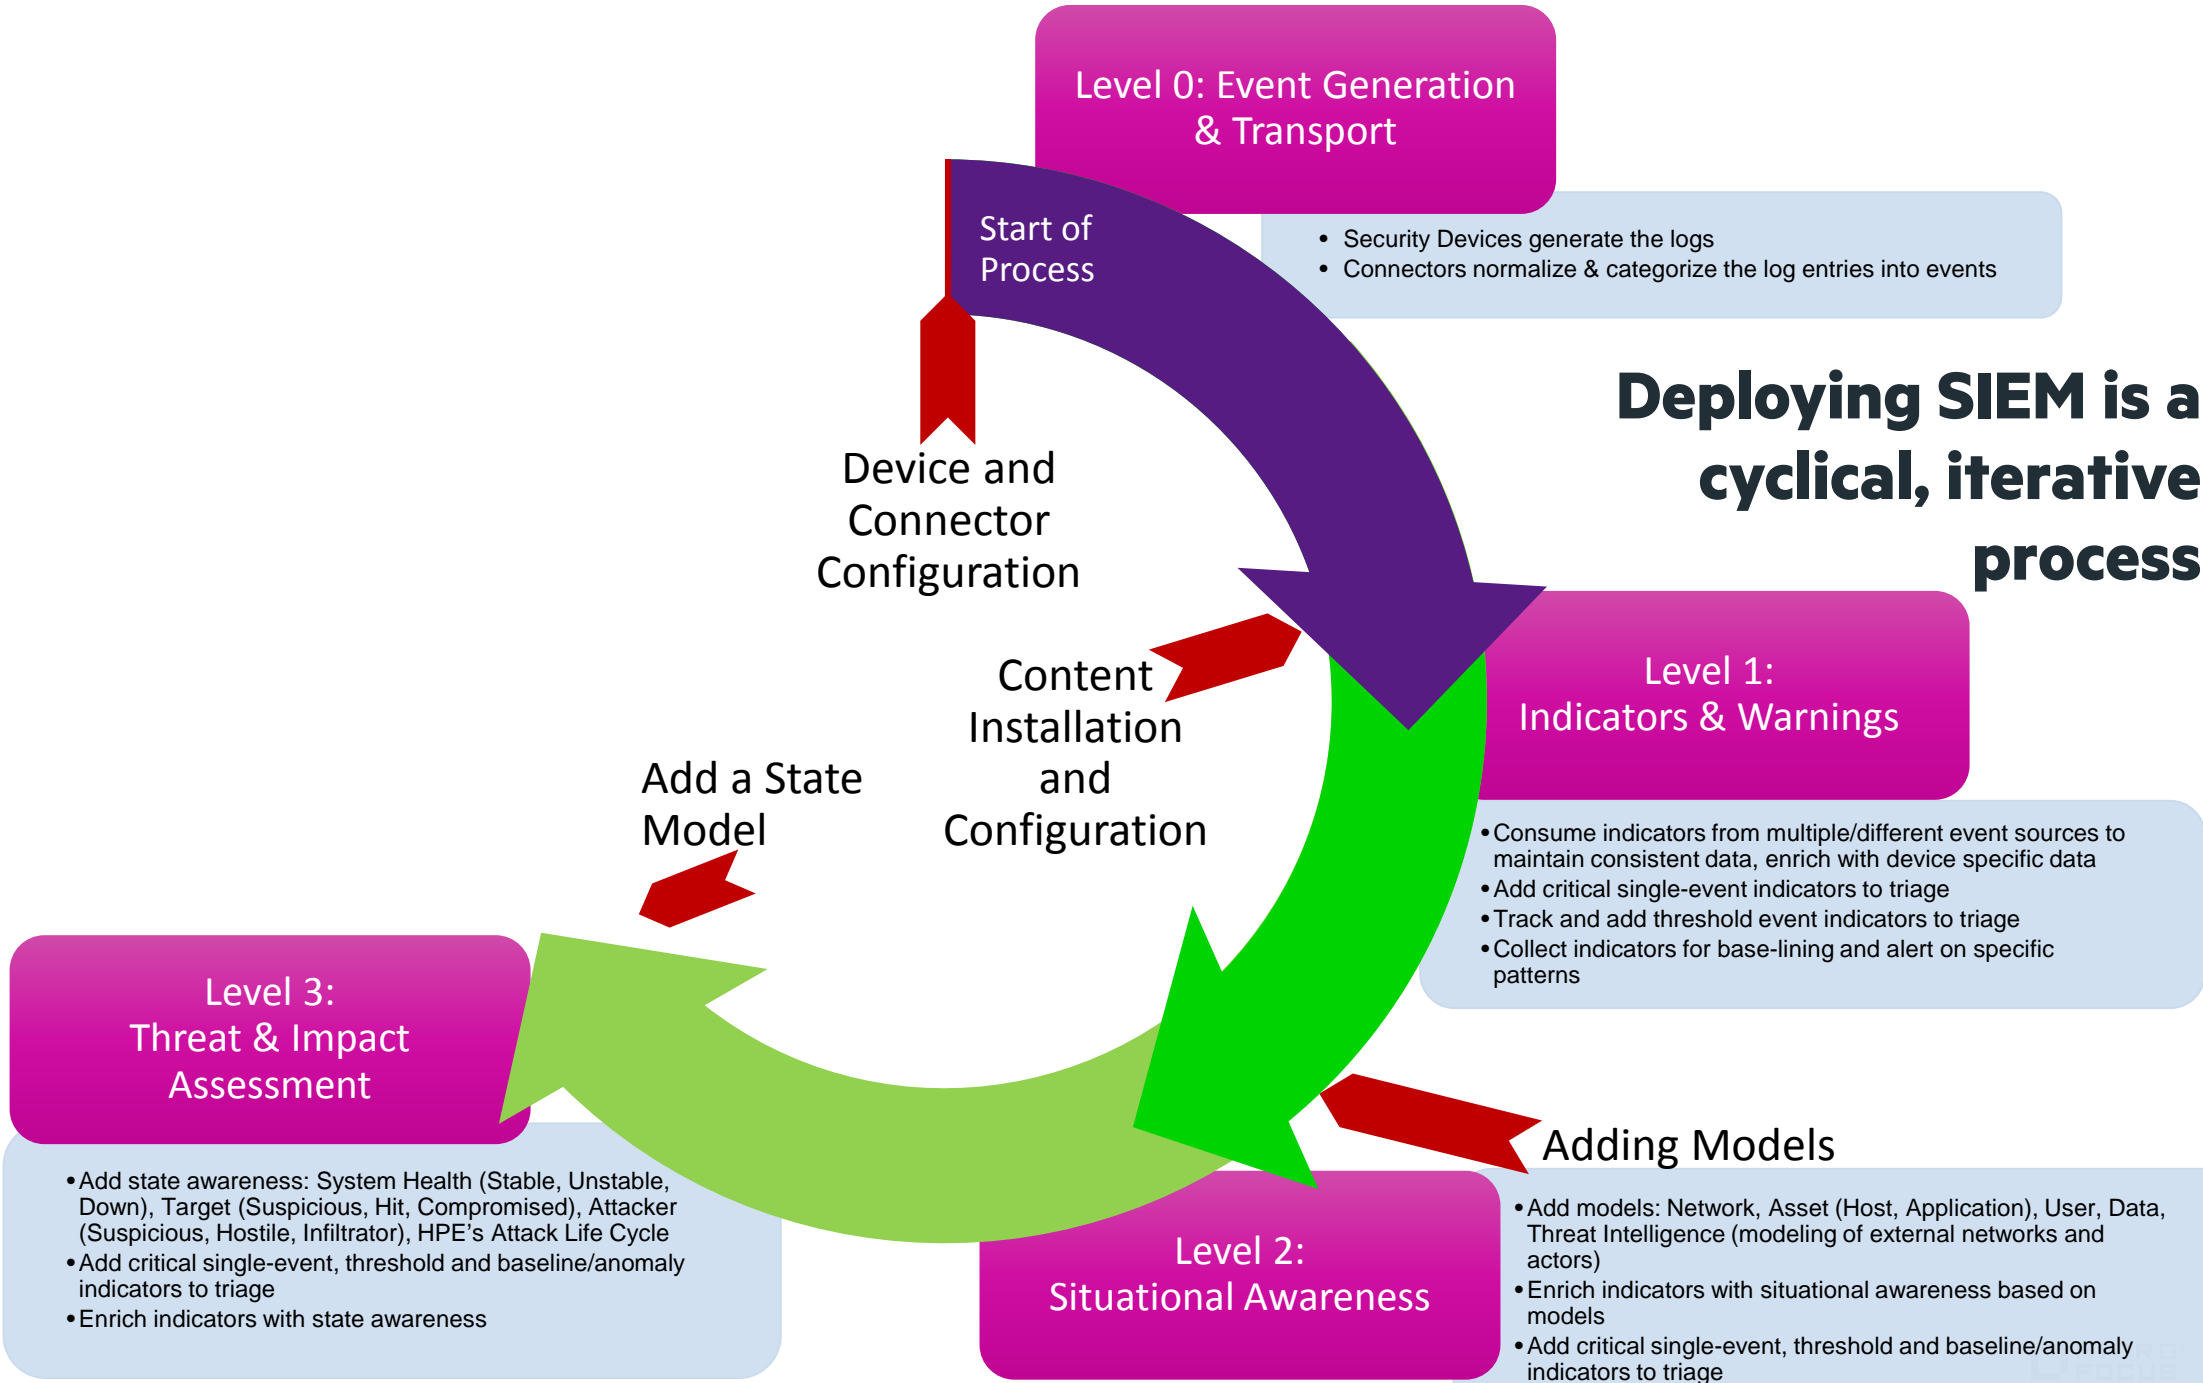 Level 0: Event Generation
& Transport
Start of
Process
• Security Devices generate the logs
• Connectors normalize & categorize the log entries into events
Deploying SIEM is a
cyclical, iterative
process
Device and
Connector
Configuration
Content
Installation
and
Configuration
Level 1:
Indicators & Warnings
Add a State
Model
•Consume indicators from multiple/different event sources to
maintain consistent data, enrich with device specific data
•Add critical single-event indicators to triage
•Track and add threshold event indicators to triage
•Collect indicators for base-lining and alert on specific
patterns
Level 3:
Threat & Impact
Assessment
•Add state awareness: System Health (Stable, Unstable,
Down), Target (Suspicious, Hit, Compromised), Attacker
(Suspicious, Hostile, Infiltrator), HPE's Attack Life Cycle
•Add critical single-event, threshold and baseline/anomaly
indicators to triage
•Enrich indicators with state awareness
Adding Models
Level 2:
Situational Awareness
•Add models: Network, Asset (Host, Application), User, Data,
Threat Intelligence (modeling of external networks and
actors)
•Enrich indicators with situational awareness based on
models
•Add critical single-event, threshold and baseline/anomaly
indicators to triage
FOCUS